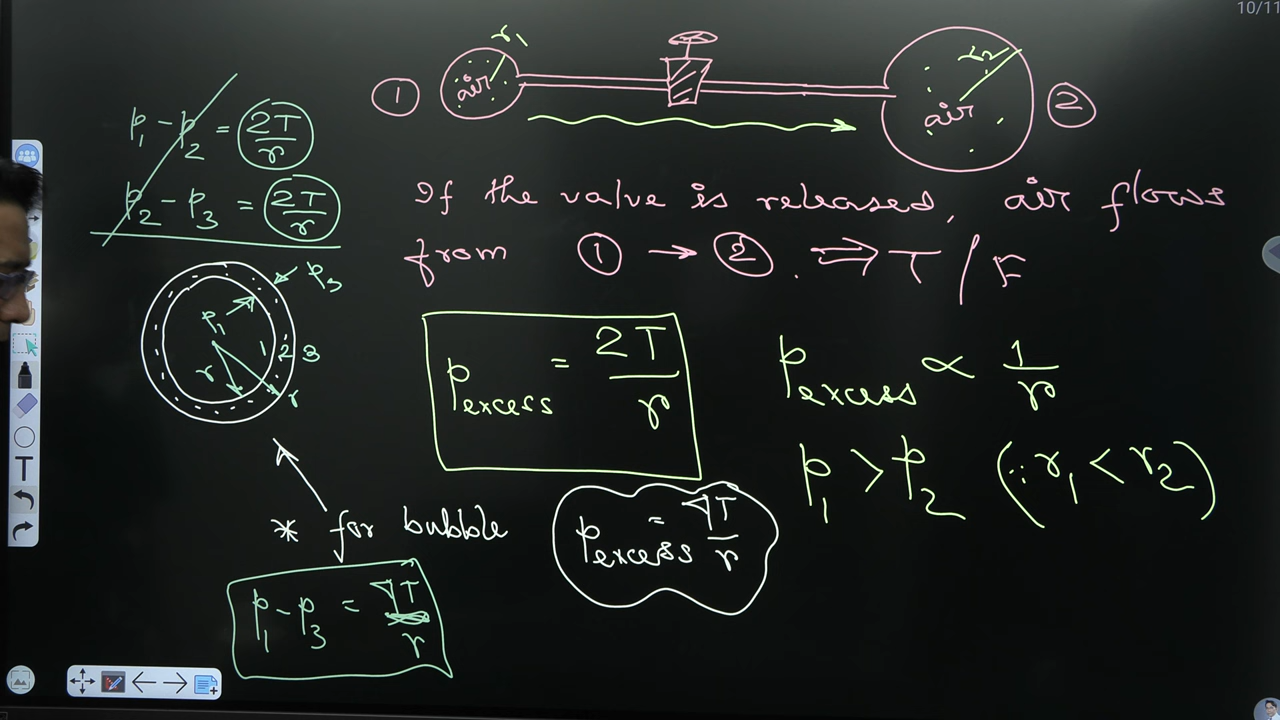 10/11
r₁
r₂
① air
air ②
p₁ - p₂ = 2T/r
p₂ - p₃ = 2T/r
If the valve is released, air flows
from ① → ②. ⇒ T/F
p₃
p₁
1 2 3
r
r
p_excess = 2T/r
p_excess ∝ 1/r
p₁ > p₂ (∵ r₁ < r₂)
* for bubble
p_excess = 4T/r
p₁ - p₃ = 4T/r
T